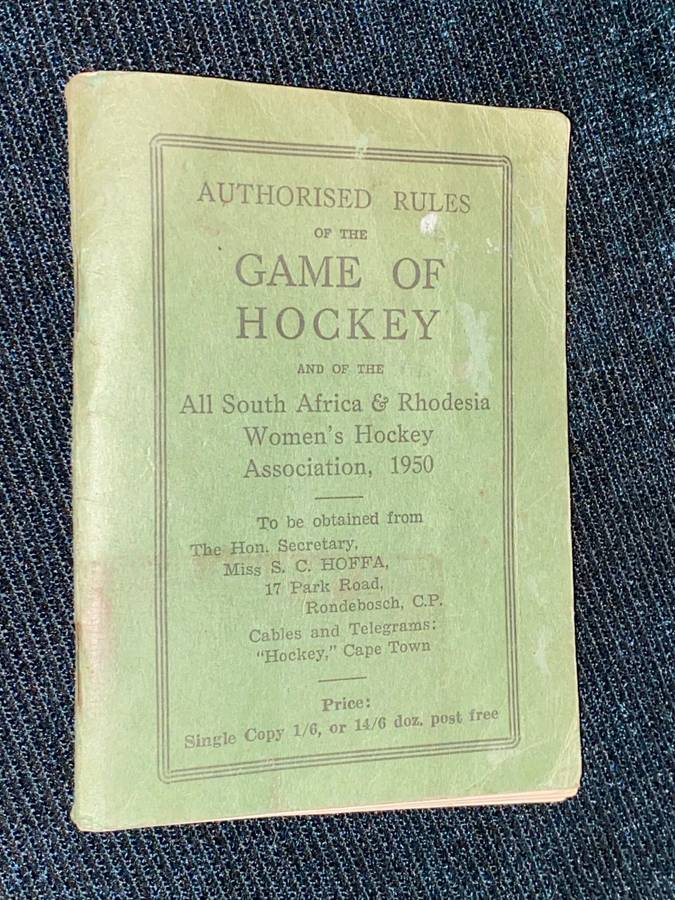 AUTHORISED RULES
OF THE
GAME OF
HOCKEY
AND OF THE
All South Africa & Rhodesia
Women's Hockey
Association, 1950
To be obtained from
The Hon. Secretary,
Miss S. C. HOFFA,
17 Park Road,
Rondebosch, C.P.
Cables and Telegrams:
"Hockey," Cape Town
Price:
Single Copy 1/6, or 14/6 doz. post free